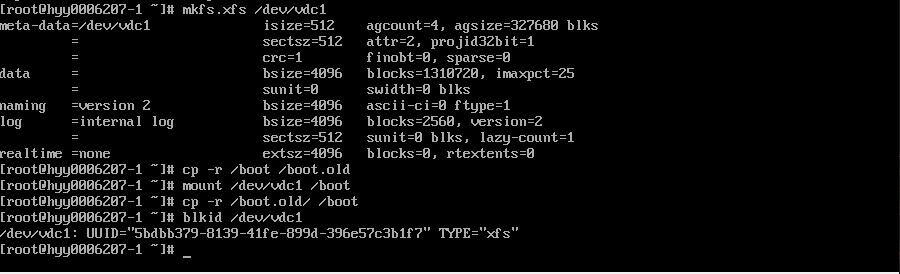 [root@hyy0006207-1 ~]# mkfs.xfs /dev/vdc1
meta-data=/dev/vdc1              isize=512    agcount=4, agsize=327680 blks
         =                       sectsz=512   attr=2, projid32bit=1
         =                       crc=1        finobt=0, sparse=0
data     =                       bsize=4096   blocks=1310720, imaxpct=25
         =                       sunit=0      swidth=0 blks
naming   =version 2              bsize=4096   ascii-ci=0 ftype=1
log      =internal log           bsize=4096   blocks=2560, version=2
         =                       sectsz=512   sunit=0 blks, lazy-count=1
realtime =none                   extsz=4096   blocks=0, rtextents=0
[root@hyy0006207-1 ~]# cp -r /boot /boot.old
[root@hyy0006207-1 ~]# mount /dev/vdc1 /boot
[root@hyy0006207-1 ~]# cp -r /boot.old/ /boot
[root@hyy0006207-1 ~]# blkid /dev/vdc1
/dev/vdc1: UUID="5bdbb379-8139-41fe-899d-396e57c3b1f7" TYPE="xfs"
[root@hyy0006207-1 ~]# _